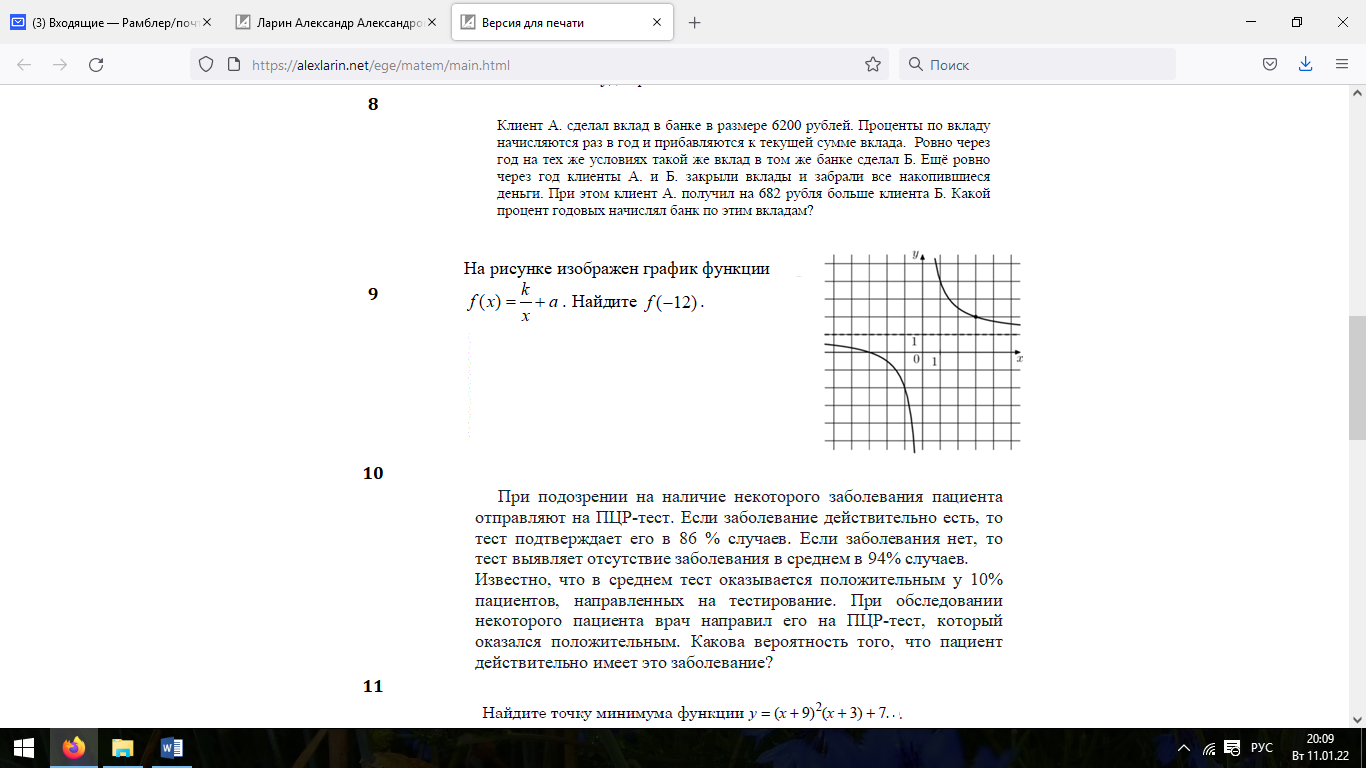 (3) Входящие — Рамблер/поч
Ларин Александр Александро
Версия для печати
https://alexlarin.net/ege/matem/main.html
Поиск
8
Клиент А. сделал вклад в банке в размере 6200 рублей. Проценты по вкладу
начисляются раз в год и прибавляются к текущей сумме вклада. Ровно через
год на тех же условиях такой же вклад в том же банке сделал Б. Ещё ровно
через год клиенты А. и Б. закрыли вклады и забрали все накопившиеся
деньги. При этом клиент А. получил на 682 рубля больше клиента Б. Какой
процент годовых начислял банк по этим вкладам?
9
На рисунке изображен график функции
f(x) = k/x + a . Найдите f(−12) .
y
1
0 1 x
10
При подозрении на наличие некоторого заболевания пациента
отправляют на ПЦР-тест. Если заболевание действительно есть, то
тест подтверждает его в 86 % случаев. Если заболевания нет, то
тест выявляет отсутствие заболевания в среднем в 94% случаев.
Известно, что в среднем тест оказывается положительным у 10%
пациентов, направленных на тестирование. При обследовании
некоторого пациента врач направил его на ПЦР-тест, который
оказался положительным. Какова вероятность того, что пациент
действительно имеет это заболевание?
11
Найдите точку минимума функции y = (x + 9)²(x + 3) + 7...
РУС
20:09
Вт 11.01.22